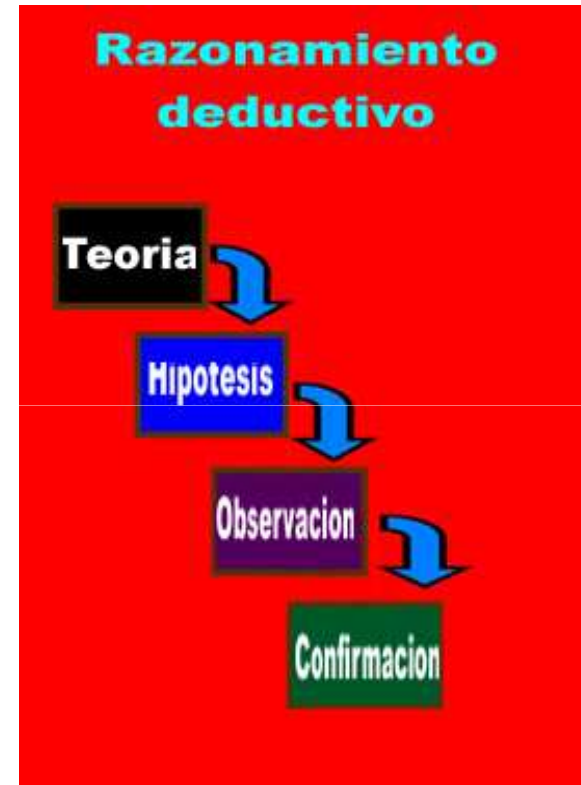 Razonamiento
deductivo
Teoria
Hipotesis
Observacion
Confirmacion